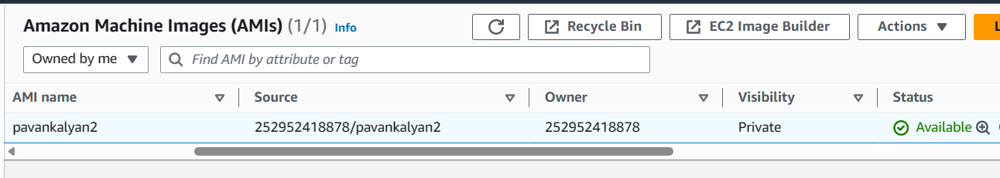 Amazon Machine Images (AMIs) (1/1) Info Recycle Bin EC2 Image Builder Actions
Owned by me Find AMI by attribute or tag
AMI name Source Owner Visibility Status
pavankalyan2 252952418878/pavankalyan2 252952418878 Private Available